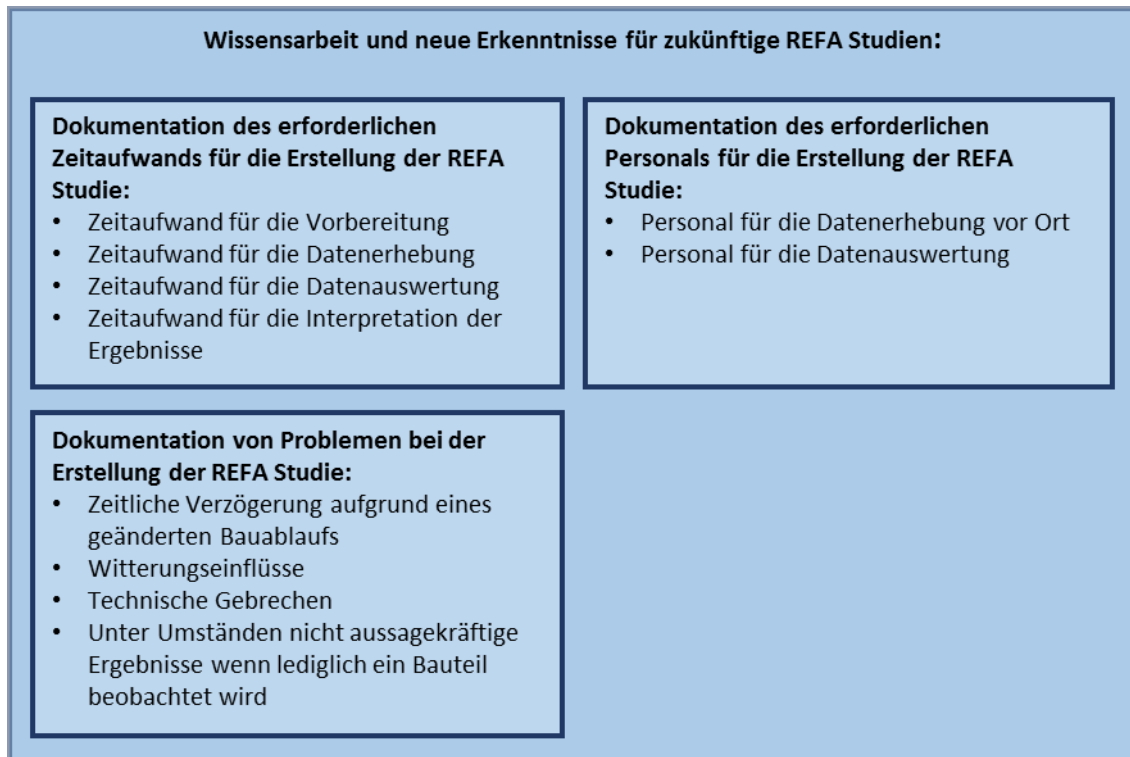 Wissensarbeit und neue Erkenntnisse für zukünftige REFA Studien:
Dokumentation des erforderlichen
Zeitaufwands für die Erstellung der REFA
Studie:
• Zeitaufwand für die Vorbereitung
• Zeitaufwand für die Datenerhebung
• Zeitaufwand für die Datenauswertung
• Zeitaufwand für die Interpretation der
Ergebnisse
Dokumentation des erforderlichen
Personals für die Erstellung der REFA
Studie:
• Personal für die Datenerhebung vor Ort
• Personal für die Datenauswertung
Dokumentation von Problemen bei der
Erstellung der REFA Studie:
• Zeitliche Verzögerung aufgrund eines
geänderten Bauablaufs
• Witterungseinflüsse
• Technische Gebrechen
• Unter Umständen nicht aussagekräftige
Ergebnisse wenn lediglich ein Bauteil
beobachtet wird